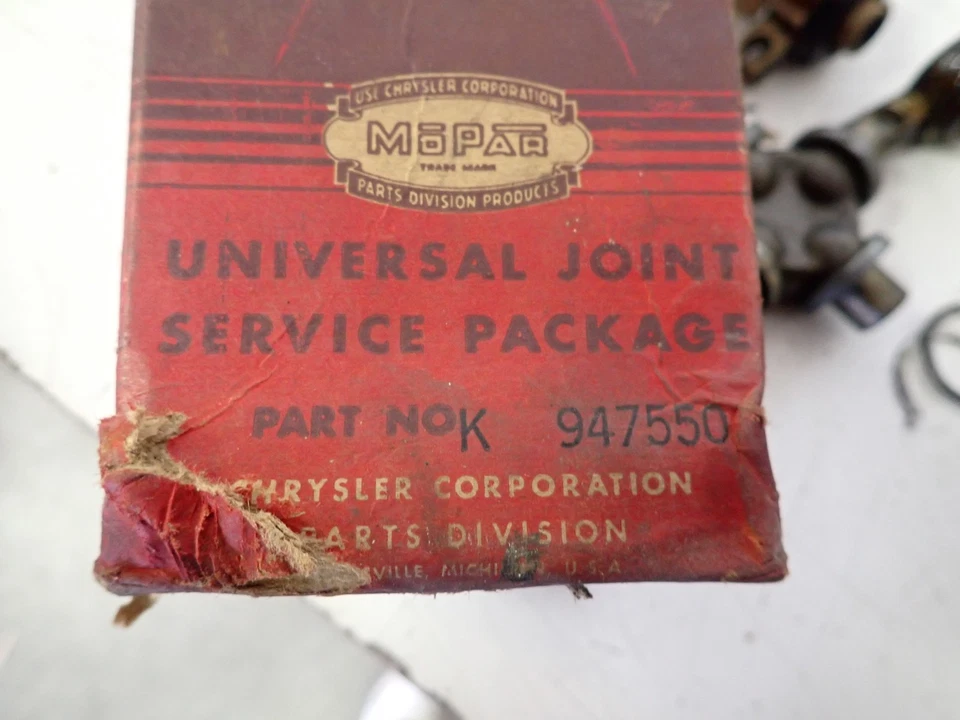 USE CHRYSLER CORPORATION
MOPAR
TRADE MARK
PARTS DIVISION PRODUCTS
UNIVERSAL JOINT
SERVICE PACKAGE
PART NO K 947550
CHRYSLER CORPORATION
PARTS DIVISION
U.S.A.